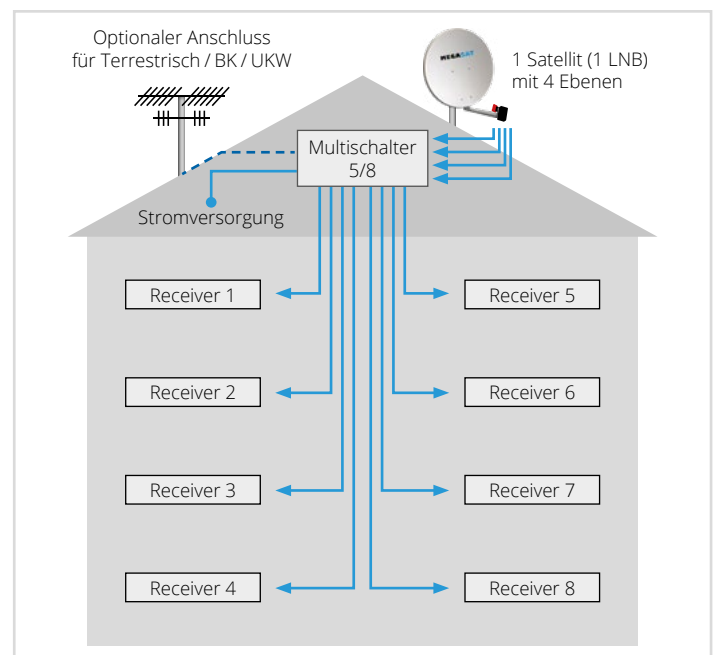 Optionaler Anschluss
für Terrestrisch / BK / UKW
MEGASAT
1 Satellit (1 LNB)
mit 4 Ebenen
Multischalter
5/8
Stromversorgung
Receiver 1
Receiver 5
Receiver 2
Receiver 6
Receiver 3
Receiver 7
Receiver 4
Receiver 8